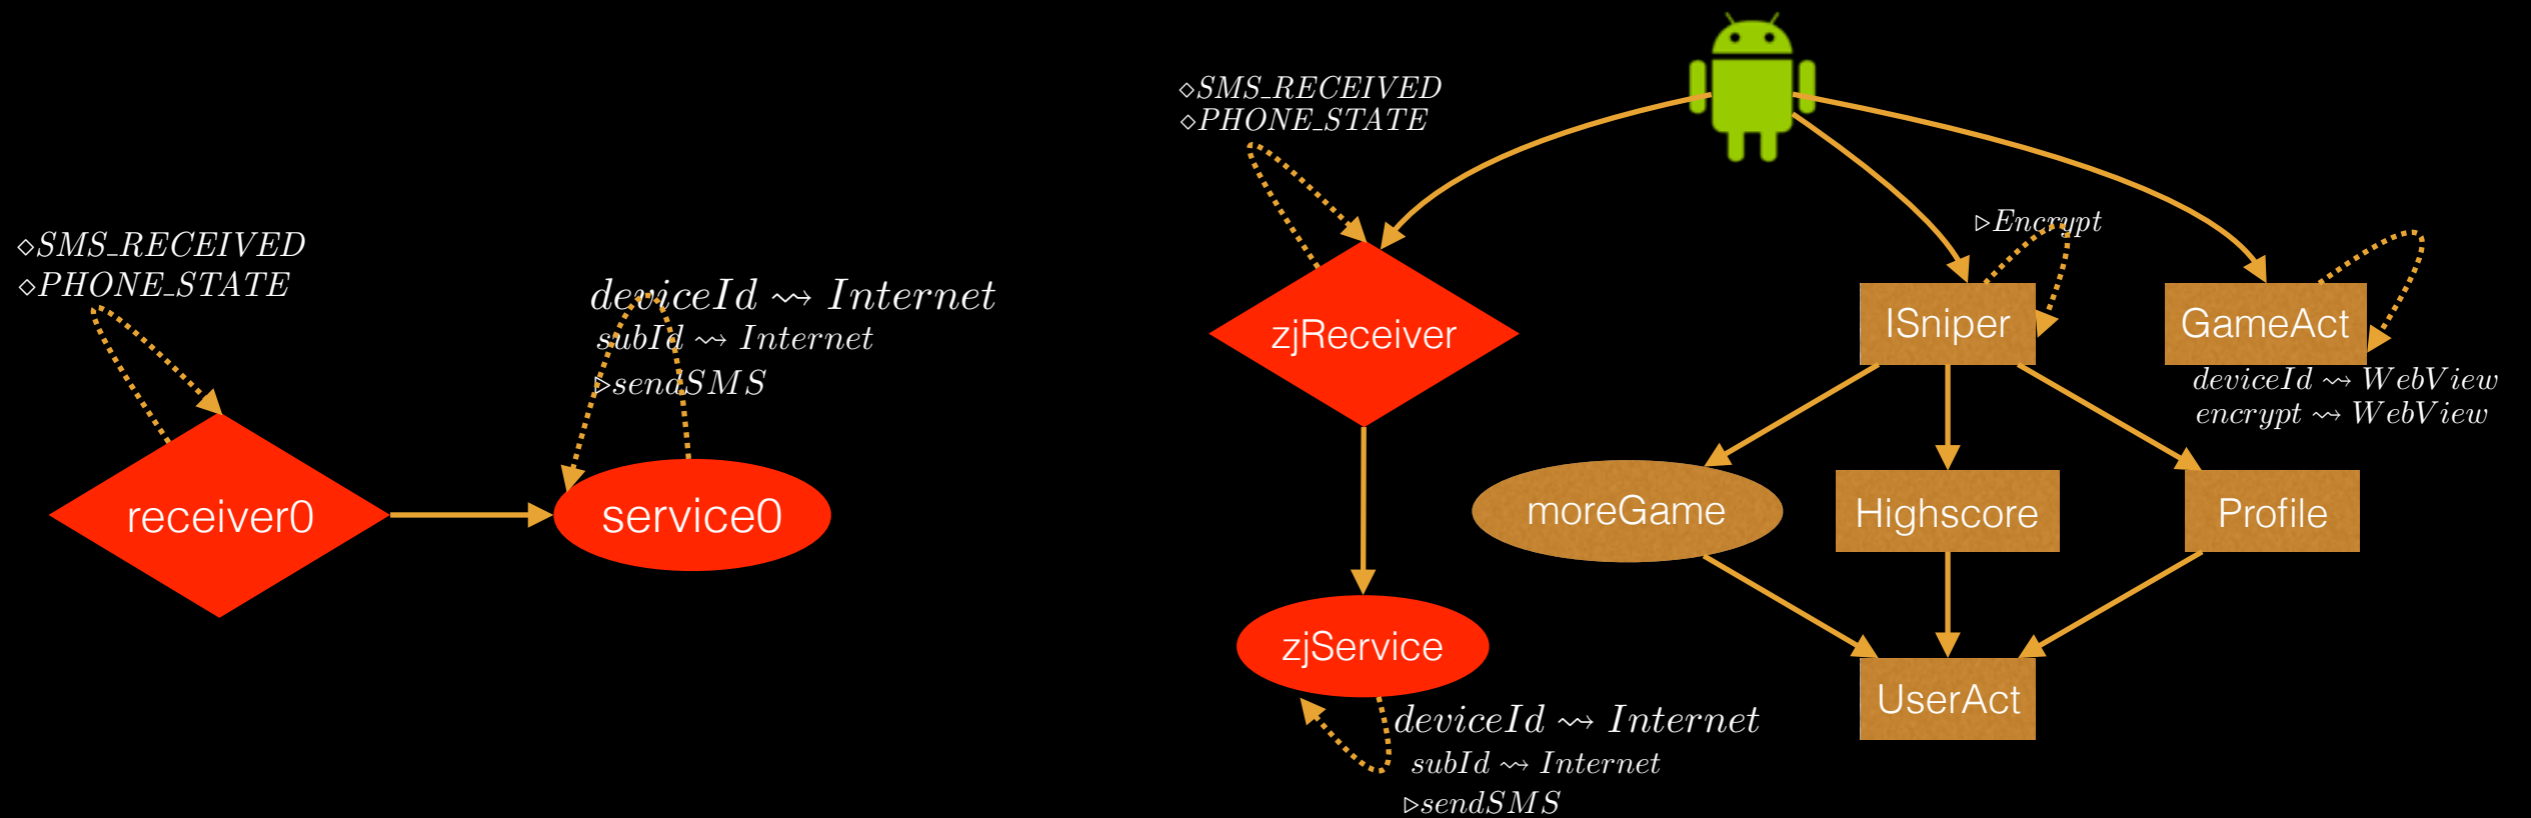 ◇SMS_RECEIVED
◇PHONE_STATE
receiver0
deviceId ⇝ Internet
subId ⇝ Internet
▷sendSMS
service0
◇SMS_RECEIVED
◇PHONE_STATE
zjReceiver
zjService
deviceId ⇝ Internet
subId ⇝ Internet
▷sendSMS
▷Encrypt
ISniper
GameAct
deviceId ⇝ WebView
encrypt ⇝ WebView
moreGame
Highscore
Profile
UserAct